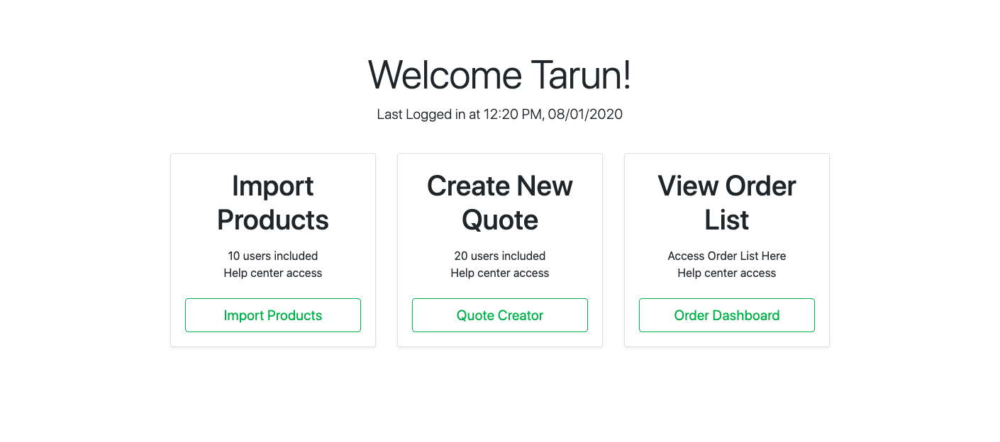 Welcome Tarun!
Last Logged in at 12:20 PM, 08/01/2020
Import
Products
10 users included
Help center access
Import Products
Create New
Quote
20 users included
Help center access
Quote Creator
View Order
List
Access Order List Here
Help center access
Order Dashboard